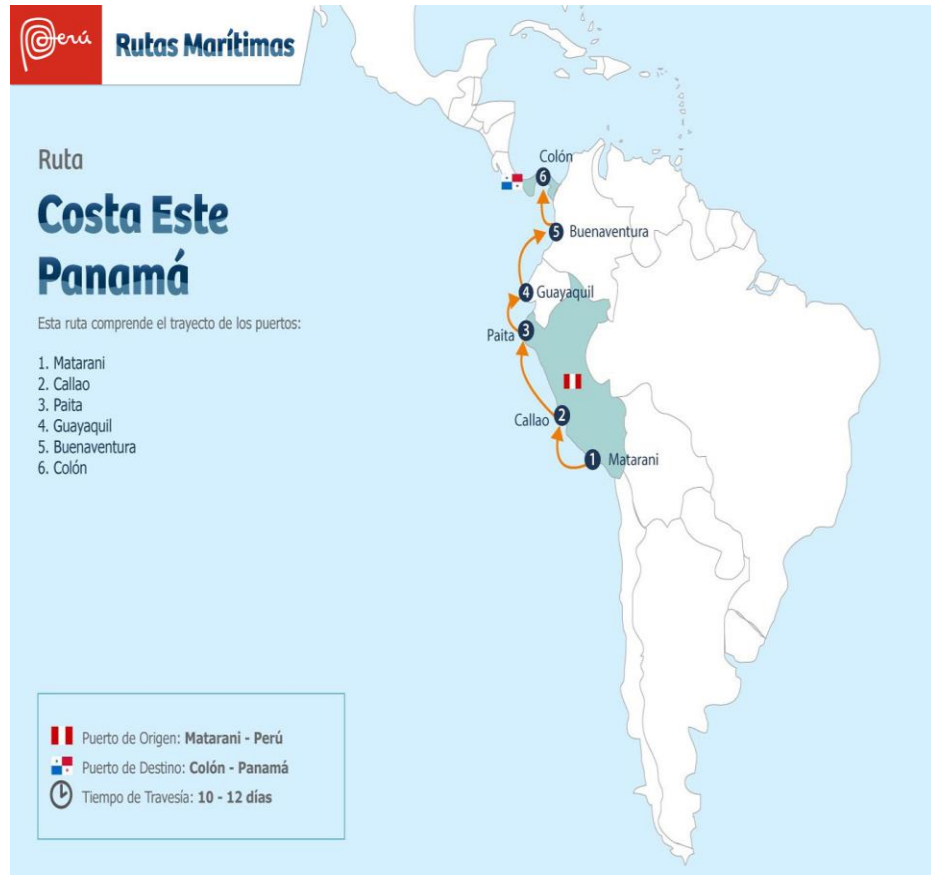 Perú
Rutas Marítimas
Ruta
Costa Este
Panamá
Esta ruta comprende el trayecto de los puertos:
1. Matarani
2. Callao
3. Paita
4. Guayaquil
5. Buenaventura
6. Colón
Colón
6
5 Buenaventura
4 Guayaquil
Paita 3
Callao 2
1 Matarani
Puerto de Origen: Matarani - Perú
Puerto de Destino: Colón - Panamá
Tiempo de Travesía: 10 - 12 días